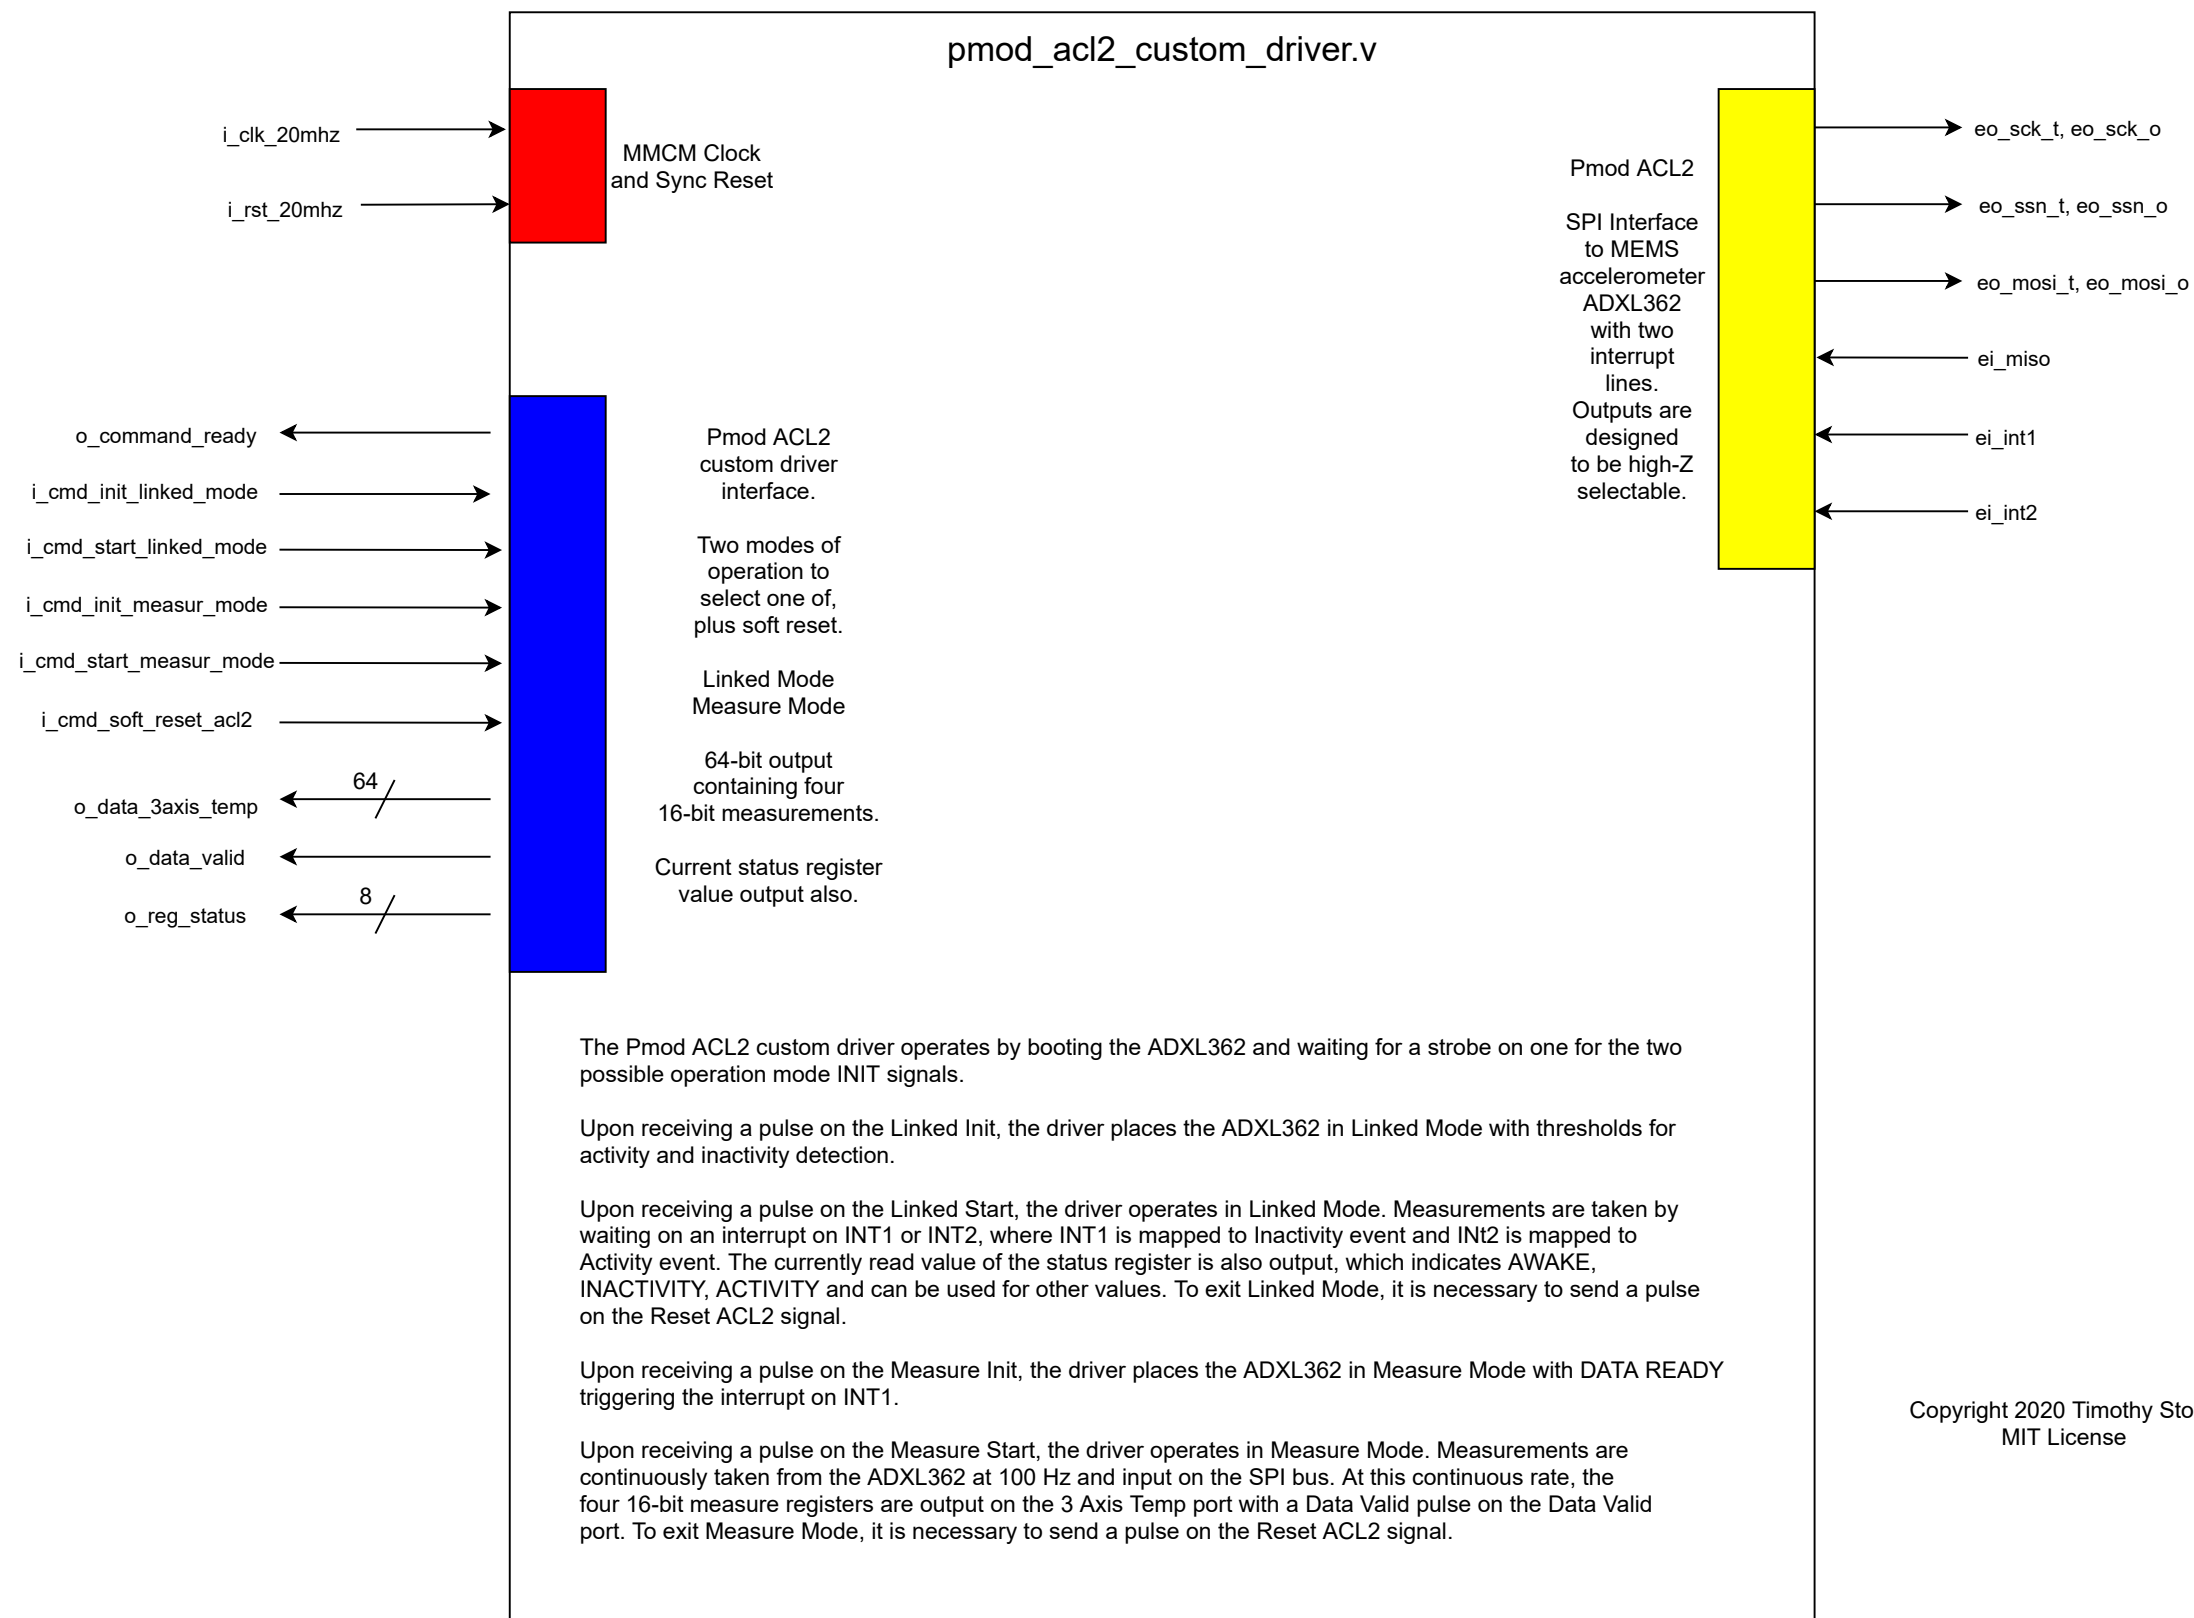 pmod_acl2_custom_driver.v
i_clk_20mhz
i_rst_20mhz
MMCM Clock
and Sync Reset
o_command_ready
i_cmd_init_linked_mode
i_cmd_start_linked_mode
i_cmd_init_measur_mode
i_cmd_start_measur_mode
i_cmd_soft_reset_acl2
64
o_data_3axis_temp
o_data_valid
8
o_reg_status
Pmod ACL2
custom driver
interface.
Two modes of
operation to
select one of,
plus soft reset.
Linked Mode
Measure Mode
64-bit output
containing four
16-bit measurements.
Current status register
value output also.
Pmod ACL2
SPI Interface
to MEMS
accelerometer
ADXL362
with two
interrupt
lines.
Outputs are
designed
to be high-Z
selectable.
eo_sck_t, eo_sck_o
eo_ssn_t, eo_ssn_o
eo_mosi_t, eo_mosi_o
ei_miso
ei_int1
ei_int2
The Pmod ACL2 custom driver operates by booting the ADXL362 and waiting for a strobe on one for the two
possible operation mode INIT signals.
Upon receiving a pulse on the Linked Init, the driver places the ADXL362 in Linked Mode with thresholds for
activity and inactivity detection.
Upon receiving a pulse on the Linked Start, the driver operates in Linked Mode. Measurements are taken by
waiting on an interrupt on INT1 or INT2, where INT1 is mapped to Inactivity event and INt2 is mapped to
Activity event. The currently read value of the status register is also output, which indicates AWAKE,
INACTIVITY, ACTIVITY and can be used for other values. To exit Linked Mode, it is necessary to send a pulse
on the Reset ACL2 signal.
Upon receiving a pulse on the Measure Init, the driver places the ADXL362 in Measure Mode with DATA READY
triggering the interrupt on INT1.
Upon receiving a pulse on the Measure Start, the driver operates in Measure Mode. Measurements are
continuously taken from the ADXL362 at 100 Hz and input on the SPI bus. At this continuous rate, the
four 16-bit measure registers are output on the 3 Axis Temp port with a Data Valid pulse on the Data Valid
port. To exit Measure Mode, it is necessary to send a pulse on the Reset ACL2 signal.
Copyright 2020 Timothy Sto
MIT License